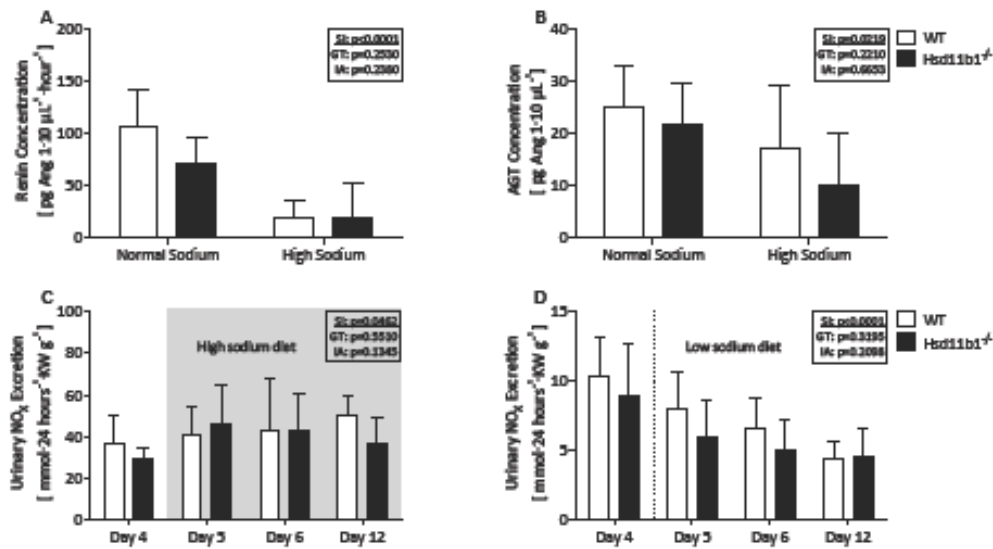 A
200
150
100
50
0
Renin Concentration
[ pg Ang 1·10 µL⁻¹·hour⁻¹]
SI: p<0.0001
GT: p=0.2530
IA: p=0.2380
Normal Sodium
High Sodium
B
40
30
20
10
0
AGT Concentration
[ pg Ang 1·10 µL⁻¹]
SI: p=0.0219
GT: p=0.2210
IA: p=0.6653
Normal Sodium
High Sodium
WT
Hsd11b1⁻/⁻
C
100
80
60
40
20
0
Urinary NOₓ Excretion
[ mmol·24 hours⁻¹·KW g⁻¹]
High sodium diet
SI: p=0.0462
GT: p=0.5510
IA: p=0.1345
Day 4
Day 5
Day 6
Day 12
D
15
10
5
0
Urinary NOₓ Excretion
[ mmol·24 hours⁻¹·KW g⁻¹]
Low sodium diet
SI: p<0.0001
GT: p=0.3195
IA: p=0.2098
Day 4
Day 5
Day 6
Day 12
WT
Hsd11b1⁻/⁻